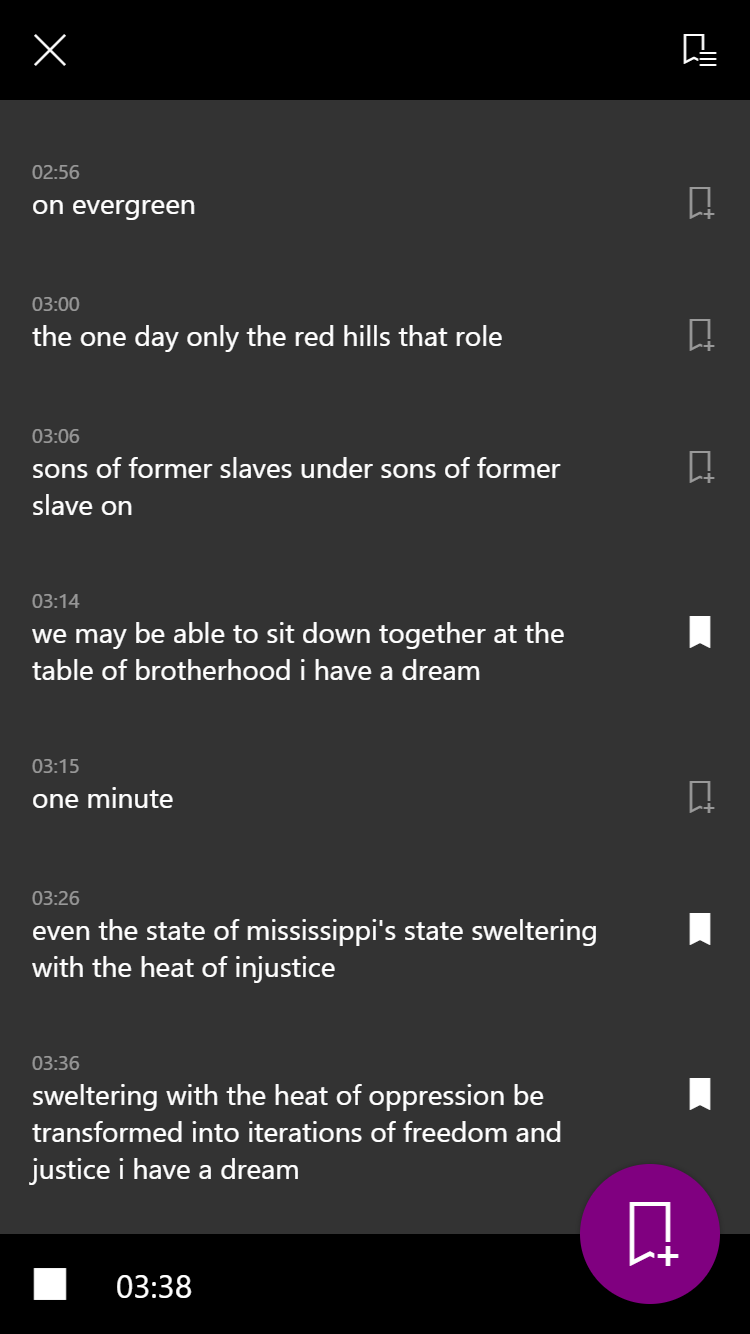 02:56
on evergreen
03:00
the one day only the red hills that role
03:06
sons of former slaves under sons of former
slave on
03:14
we may be able to sit down together at the
table of brotherhood i have a dream
03:15
one minute
03:26
even the state of mississippi's state sweltering
with the heat of injustice
03:36
sweltering with the heat of oppression be
transformed into iterations of freedom and
justice i have a dream
03:38